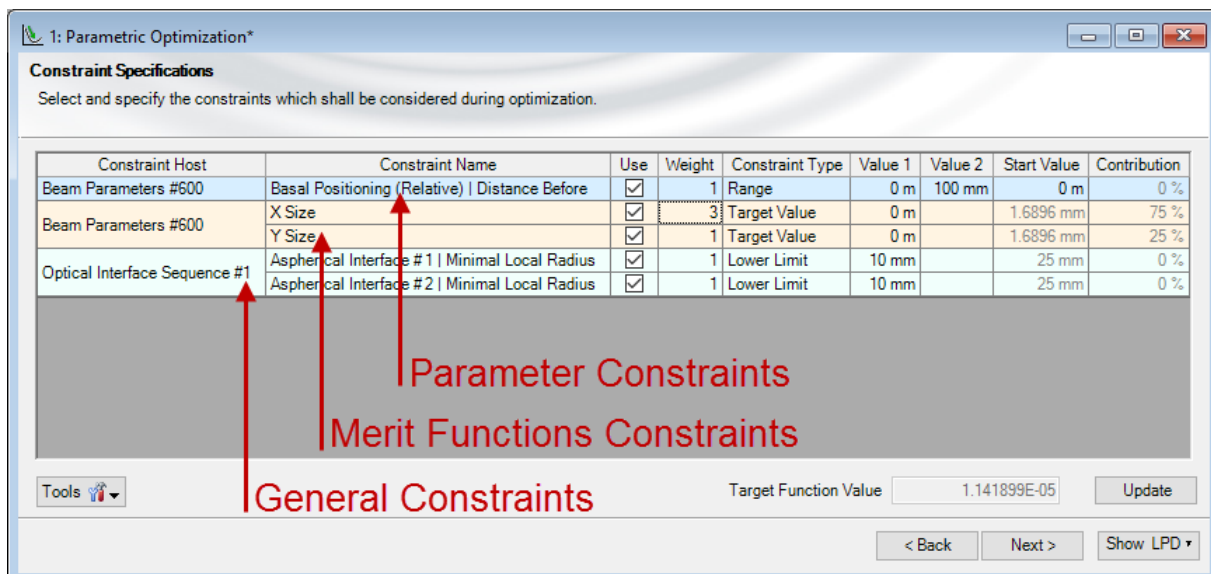 1: Parametric Optimization*
Constraint Specifications
Select and specify the constraints which shall be considered during optimization.
Constraint Host Constraint Name Use Weight Constraint Type Value 1 Value 2 Start Value Contribution
Beam Parameters #600 Basal Positioning (Relative) | Distance Before 1 Range 0 m 100 mm 0 m 0 %
Beam Parameters #600 X Size 3 Target Value 0 m 1.6896 mm 75 %
Y Size 1 Target Value 0 m 1.6896 mm 25 %
Optical Interface Sequence #1 Aspherical Interface #1 | Minimal Local Radius 1 Lower Limit 10 mm 25 mm 0 %
Aspherical Interface #2 | Minimal Local Radius 1 Lower Limit 10 mm 25 mm 0 %
Parameter Constraints
Merit Functions Constraints
General Constraints
Tools Target Function Value 1.141899E-05 Update
< Back Next > Show LPD